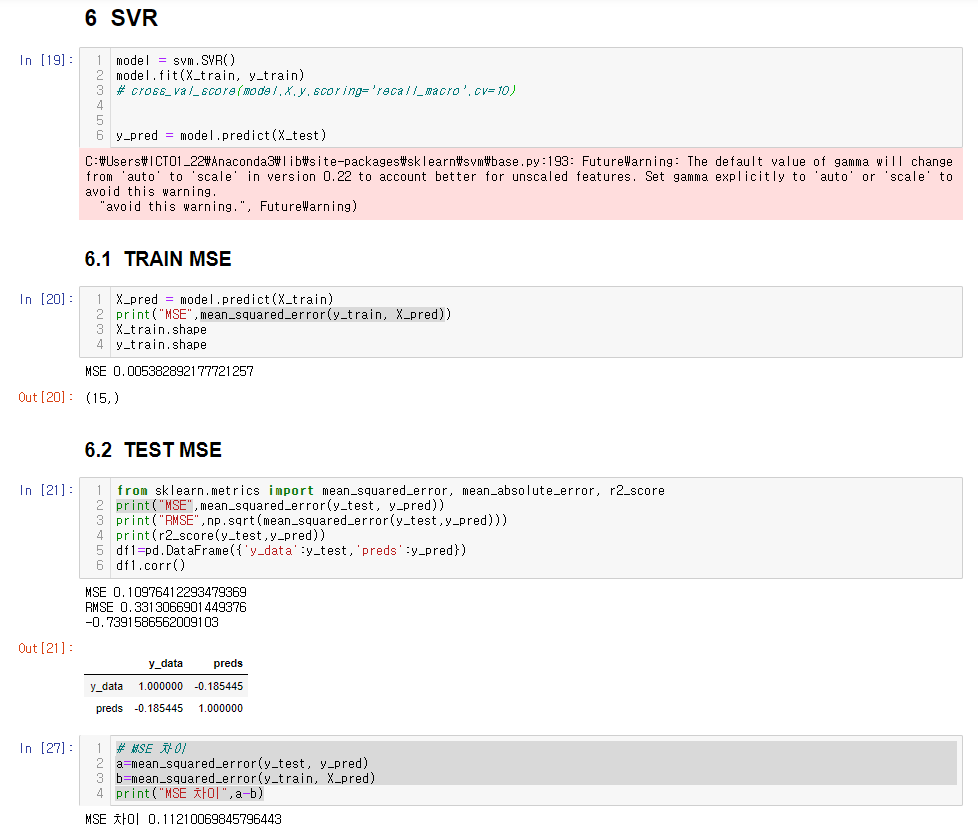 6 SVR
In [19]:
1 model = svm.SVR()
2 model.fit(X_train, y_train)
3 # cross_val_score(model,X,y,scoring='recall_macro',cv=10)
4
5
6 y_pred = model.predict(X_test)
C:₩Users₩ICT01_22₩Anaconda3₩lib₩site-packages₩sklearn₩svm₩base.py:193: FutureWarning: The default value of gamma will change
from 'auto' to 'scale' in version 0.22 to account better for unscaled features. Set gamma explicitly to 'auto' or 'scale' to
avoid this warning.
"avoid this warning.", FutureWarning)
6.1 TRAIN MSE
In [20]:
1 X_pred = model.predict(X_train)
2 print("MSE",mean_squared_error(y_train, X_pred))
3 X_train.shape
4 y_train.shape
MSE 0.005382892177721257
Out[20]: (15,)
6.2 TEST MSE
In [21]:
1 from sklearn.metrics import mean_squared_error, mean_absolute_error, r2_score
2 print("MSE",mean_squared_error(y_test, y_pred))
3 print("RMSE",np.sqrt(mean_squared_error(y_test,y_pred)))
4 print(r2_score(y_test,y_pred))
5 df1=pd.DataFrame({'y_data':y_test,'preds':y_pred})
6 df1.corr()
MSE 0.10976412293479369
RMSE 0.3313066901449376
-0.7391586562009103
Out[21]:
y_data preds
y_data 1.000000 -0.185445
preds -0.185445 1.000000
In [27]:
1 # MSE 차이
2 a=mean_squared_error(y_test, y_pred)
3 b=mean_squared_error(y_train, X_pred)
4 print("MSE 차이",a-b)
MSE 차이 0.11210069845796443